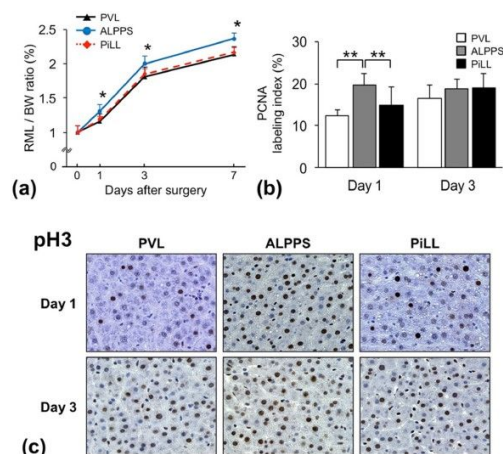 PVL
ALPPS
PiLL
RML / BW ratio (%)
2.5
2
1.5
1
0
1
3
7
Days after surgery
*
*
*
(a)
PCNA
labeling index (%)
30
20
10
0
**
**
PVL
ALPPS
PiLL
Day 1
Day 3
(b)
pH3
PVL
ALPPS
PiLL
Day 1
Day 3
(c)